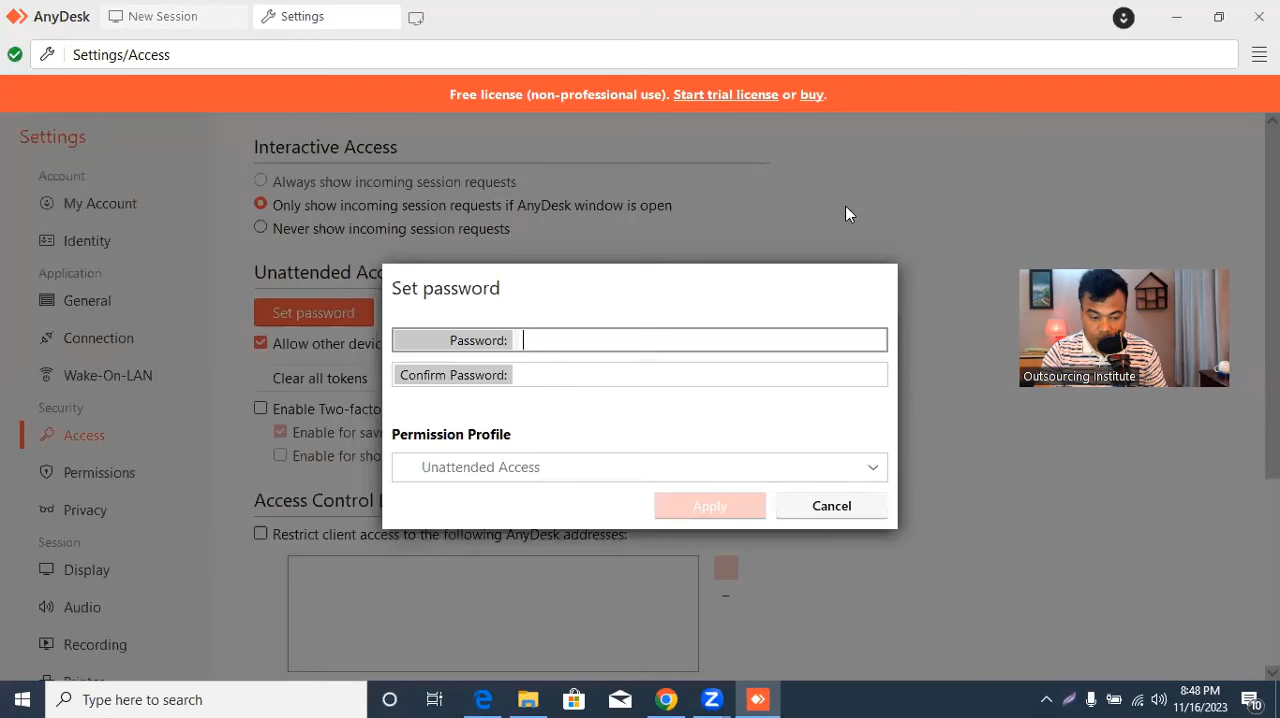 AnyDesk
New Session
Settings
Settings/Access
Free license (non-professional use). Start trial license or buy.
Settings
Account
My Account
Identity
Application
General
Connection
Wake-On-LAN
Security
Access
Permissions
Privacy
Session
Display
Audio
Recording
Interactive Access
Always show incoming session requests
Only show incoming session requests if AnyDesk window is open
Never show incoming session requests
Unattended Acc
Set password
Allow other devic
Clear all tokens
Enable Two-facto
Enable for save
Enable for sho
Access Control L
Restrict client access to the following AnyDesk addresses:
Set password
Password:
Confirm Password:
Permission Profile
Unattended Access
Apply
Cancel
Outsourcing Institute
Type here to search
8:48 PM
11/16/2023
10